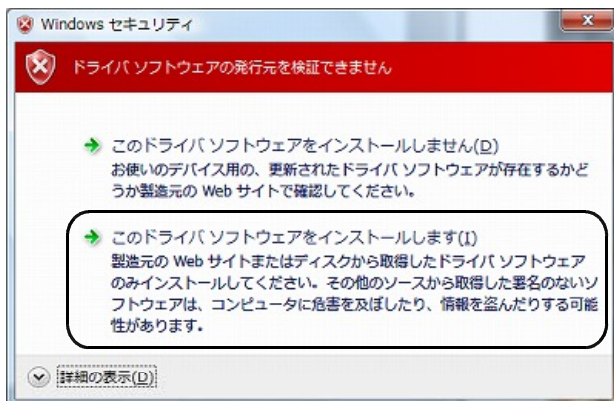 Windows セキュリティ
ドライバ ソフトウェアの発行元を検証できません
このドライバ ソフトウェアをインストールしません(D)
お使いのデバイス用の、更新されたドライバ ソフトウェアが存在するかど
うか製造元の Web サイトで確認してください。
このドライバ ソフトウェアをインストールします(I)
製造元の Web サイトまたはディスクから取得したドライバ ソフトウェア
のみインストールしてください。その他のソースから取得した署名のないソ
フトウェアは、コンピュータに危害を及ぼしたり、情報を盗んだりする可能
性があります。
詳細の表示(D)